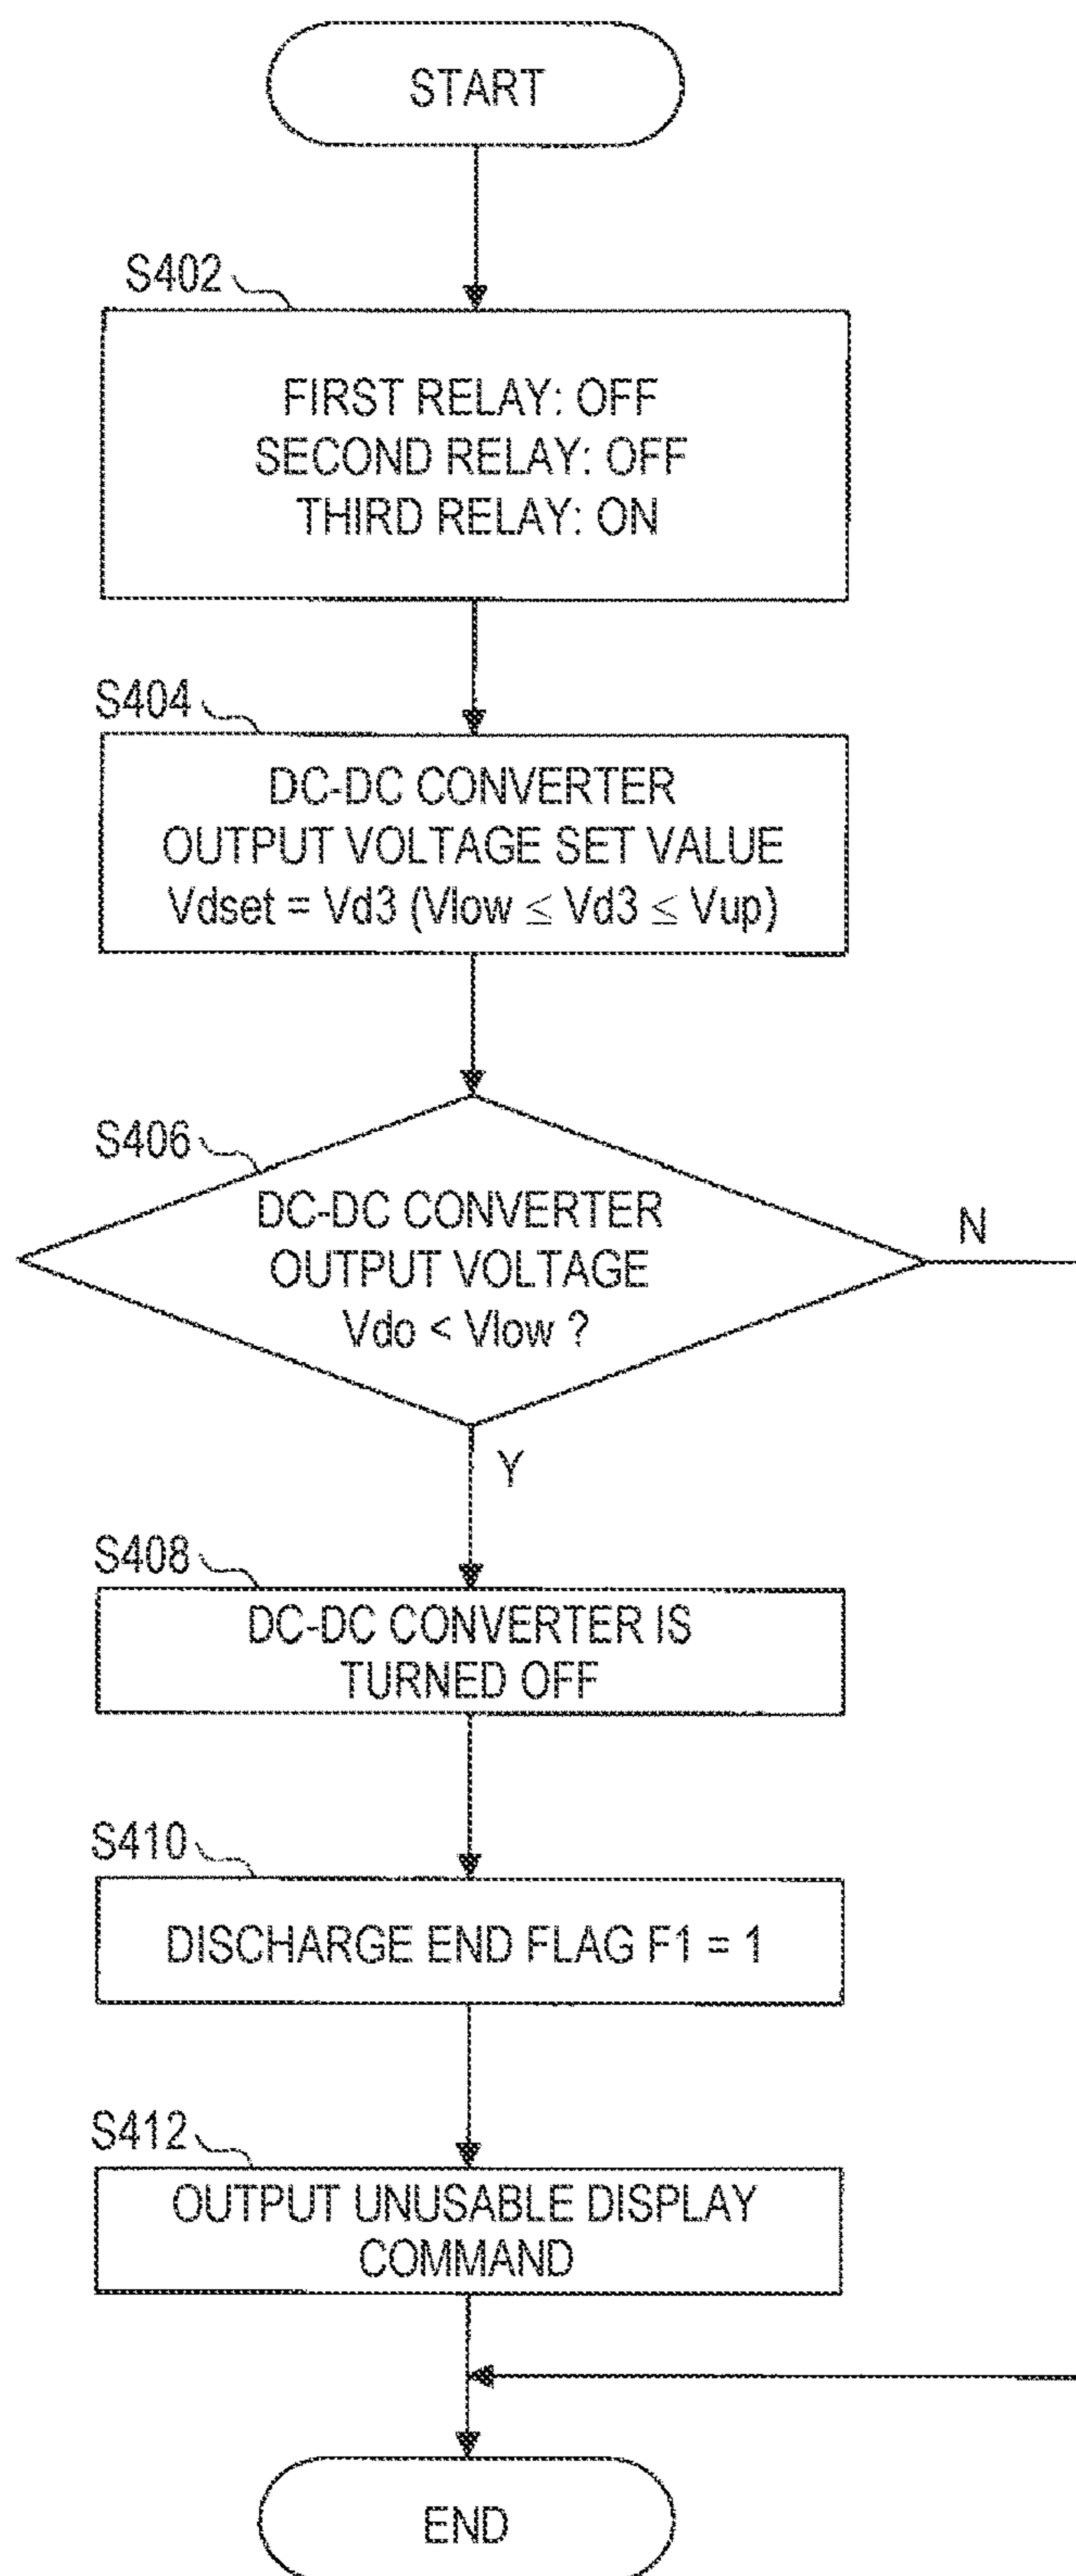 START
S402
FIRST RELAY: OFF
SECOND RELAY: OFF
THIRD RELAY: ON
S404
DC-DC CONVERTER
OUTPUT VOLTAGE SET VALUE
Vdset = Vd3 (Vlow ≤ Vd3 ≤ Vup)
S406
DC-DC CONVERTER
OUTPUT VOLTAGE
Vdo < Vlow ?
N
Y
S408
DC-DC CONVERTER IS
TURNED OFF
S410
DISCHARGE END FLAG F1 = 1
S412
OUTPUT UNUSABLE DISPLAY
COMMAND
END